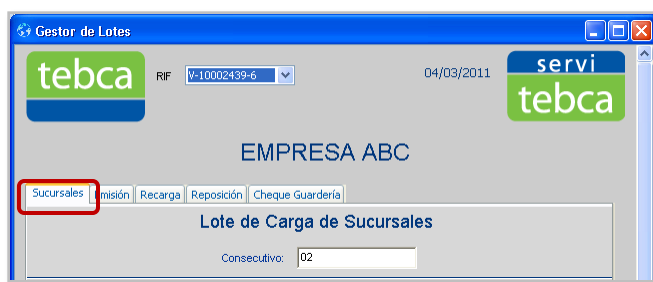 Gestor de Lotes
tebca
RIF V-10002439-6
04/03/2011
servi
tebca
EMPRESA ABC
Sucursales Emisión Recarga Reposición Cheque Guardería
Lote de Carga de Sucursales
Consecutivo: 02